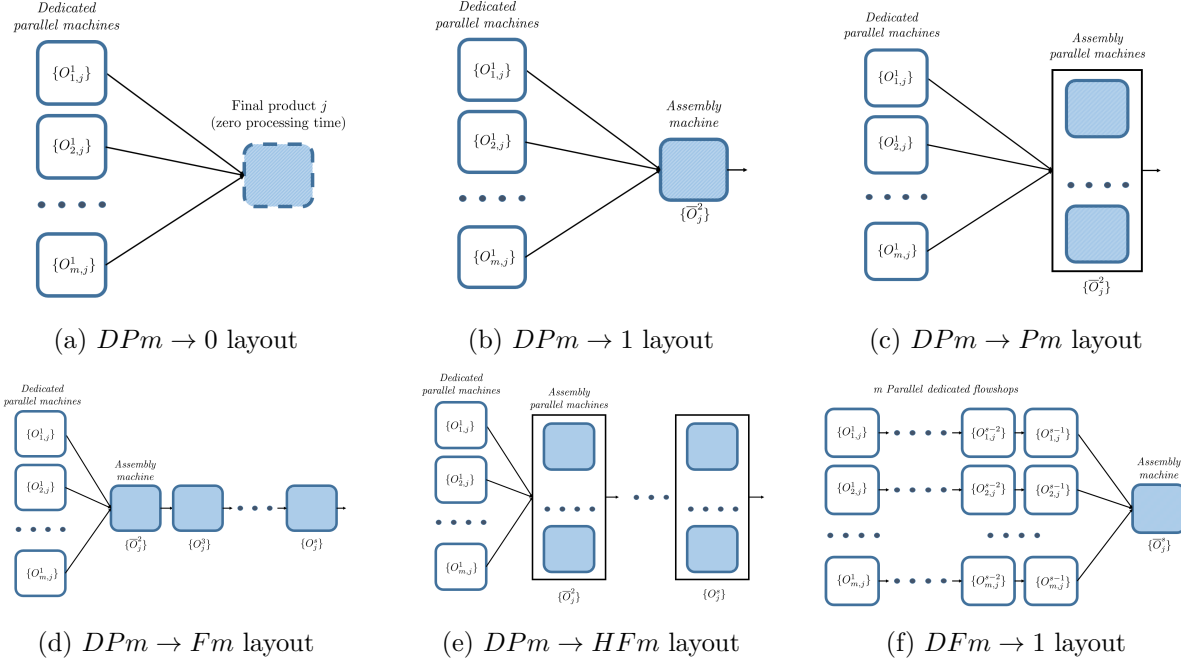 Dedicated
parallel machines
{O^1_{1,j}}
{O^1_{2,j}}
{O^1_{m,j}}
Final product j
(zero processing time)
(a) DPm → 0 layout
Dedicated
parallel machines
{O^1_{1,j}}
{O^1_{2,j}}
{O^1_{m,j}}
Assembly
machine
{O̅^2_j}
(b) DPm → 1 layout
Dedicated
parallel machines
{O^1_{1,j}}
{O^1_{2,j}}
{O^1_{m,j}}
Assembly
parallel machines
{O̅^2_j}
(c) DPm → Pm layout
Dedicated
parallel machines
{O^1_{1,j}}
{O^1_{2,j}}
{O^1_{m,j}}
Assembly
machine
{O̅^2_j} {O^3_j} {O^s_j}
(d) DPm → Fm layout
Dedicated
parallel machines
{O^1_{1,j}}
{O^1_{2,j}}
{O^1_{m,j}}
Assembly
parallel machines
{O̅^2_j} {O^s_j}
(e) DPm → HFm layout
m Parallel dedicated flowshops
{O^1_{1,j}} {O^{s-2}_{1,j}} {O^{s-1}_{1,j}}
{O^1_{2,j}} {O^{s-2}_{2,j}} {O^{s-1}_{2,j}}
{O^1_{m,j}} {O^{s-2}_{m,j}} {O^{s-1}_{m,j}}
Assembly
machine
{O̅^s_j}
(f) DFm → 1 layout